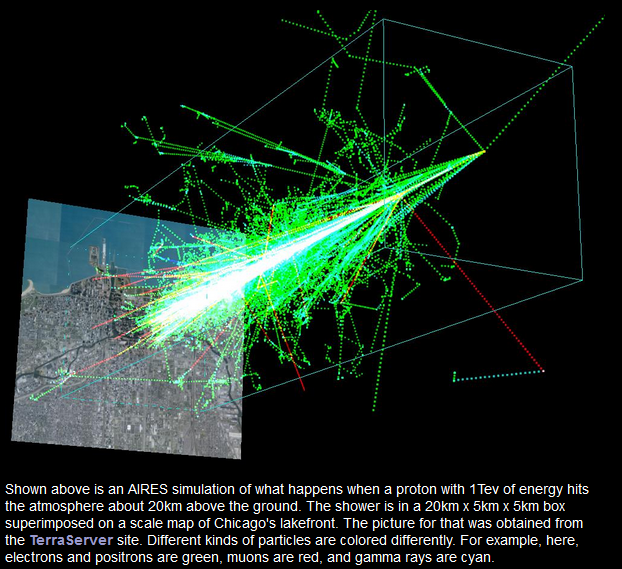 Shown above is an AIRES simulation of what happens when a proton with 1Tev of energy hits
the atmosphere about 20km above the ground. The shower is in a 20km x 5km x 5km box
superimposed on a scale map of Chicago's lakefront. The picture for that was obtained from
the TerraServer site. Different kinds of particles are colored differently. For example, here,
electrons and positrons are green, muons are red, and gamma rays are cyan.